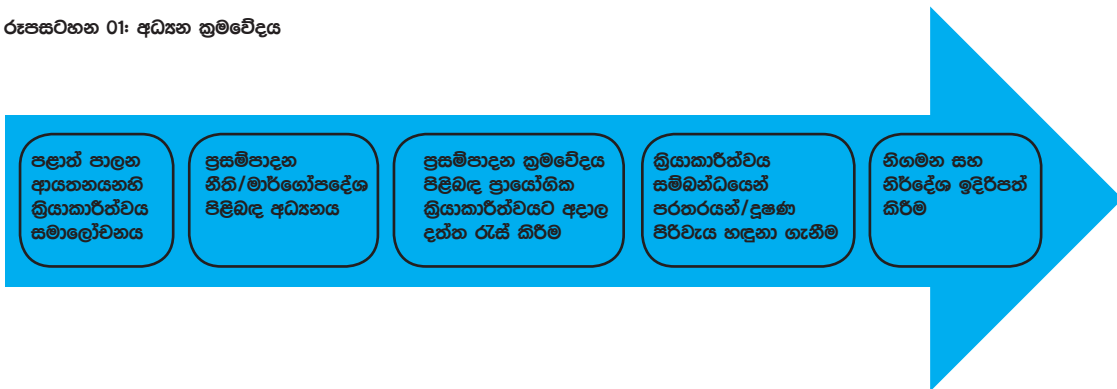 රූපසටහන 01: අධ්‍යන ක්‍රමවේදය
පළාත් පාලන
ආයතනයනහි
ක්‍රියාකාරීත්වය
සමාලෝචනය
ප්‍රසම්පාදන
නීති/මාර්ගෝපදේශ
පිළිබඳ අධ්‍යනය
ප්‍රසම්පාදන ක්‍රමවේදය
පිළිබඳ ප්‍රායෝගික
ක්‍රියාකාරීත්වයට අදාල
දත්ත රැස් කිරීම
ක්‍රියාකාරීත්වය
සම්බන්ධයෙන්
පරතරයන්/දූෂණ
පිරිවැය හඳුනා ගැනීම
නිගමන සහ
නිර්දේශ ඉදිරිපත්
කිරීම